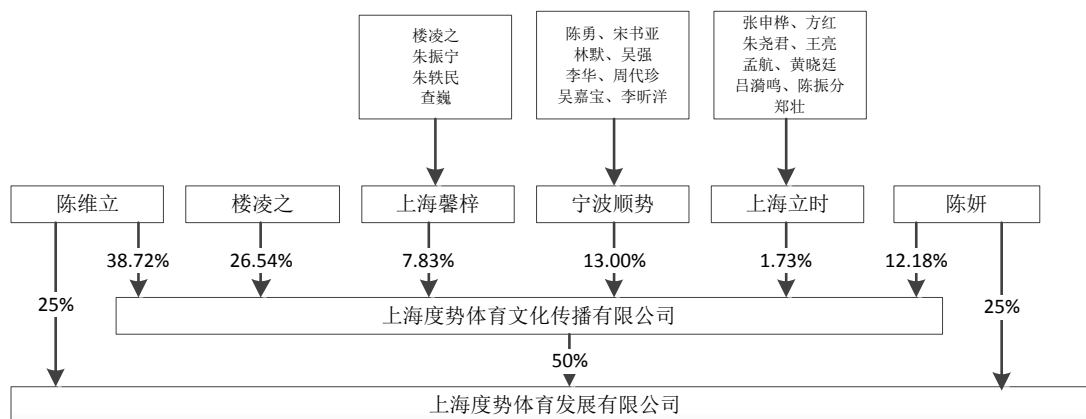 楼凌之
朱振宁
朱轶民
查巍
陈勇、宋书亚
林默、吴强
李华、周代珍
吴嘉宝、李昕洋
张申桦、方红
朱尧君、王亮
孟航、黄晓廷
吕漪鸣、陈振分
郑壮
陈维立
楼凌之
上海馨梓
宁波顺势
上海立时
陈妍
38.72%
26.54%
7.83%
13.00%
1.73%
12.18%
25%
25%
上海度势体育文化传播有限公司
50%
上海度势体育发展有限公司